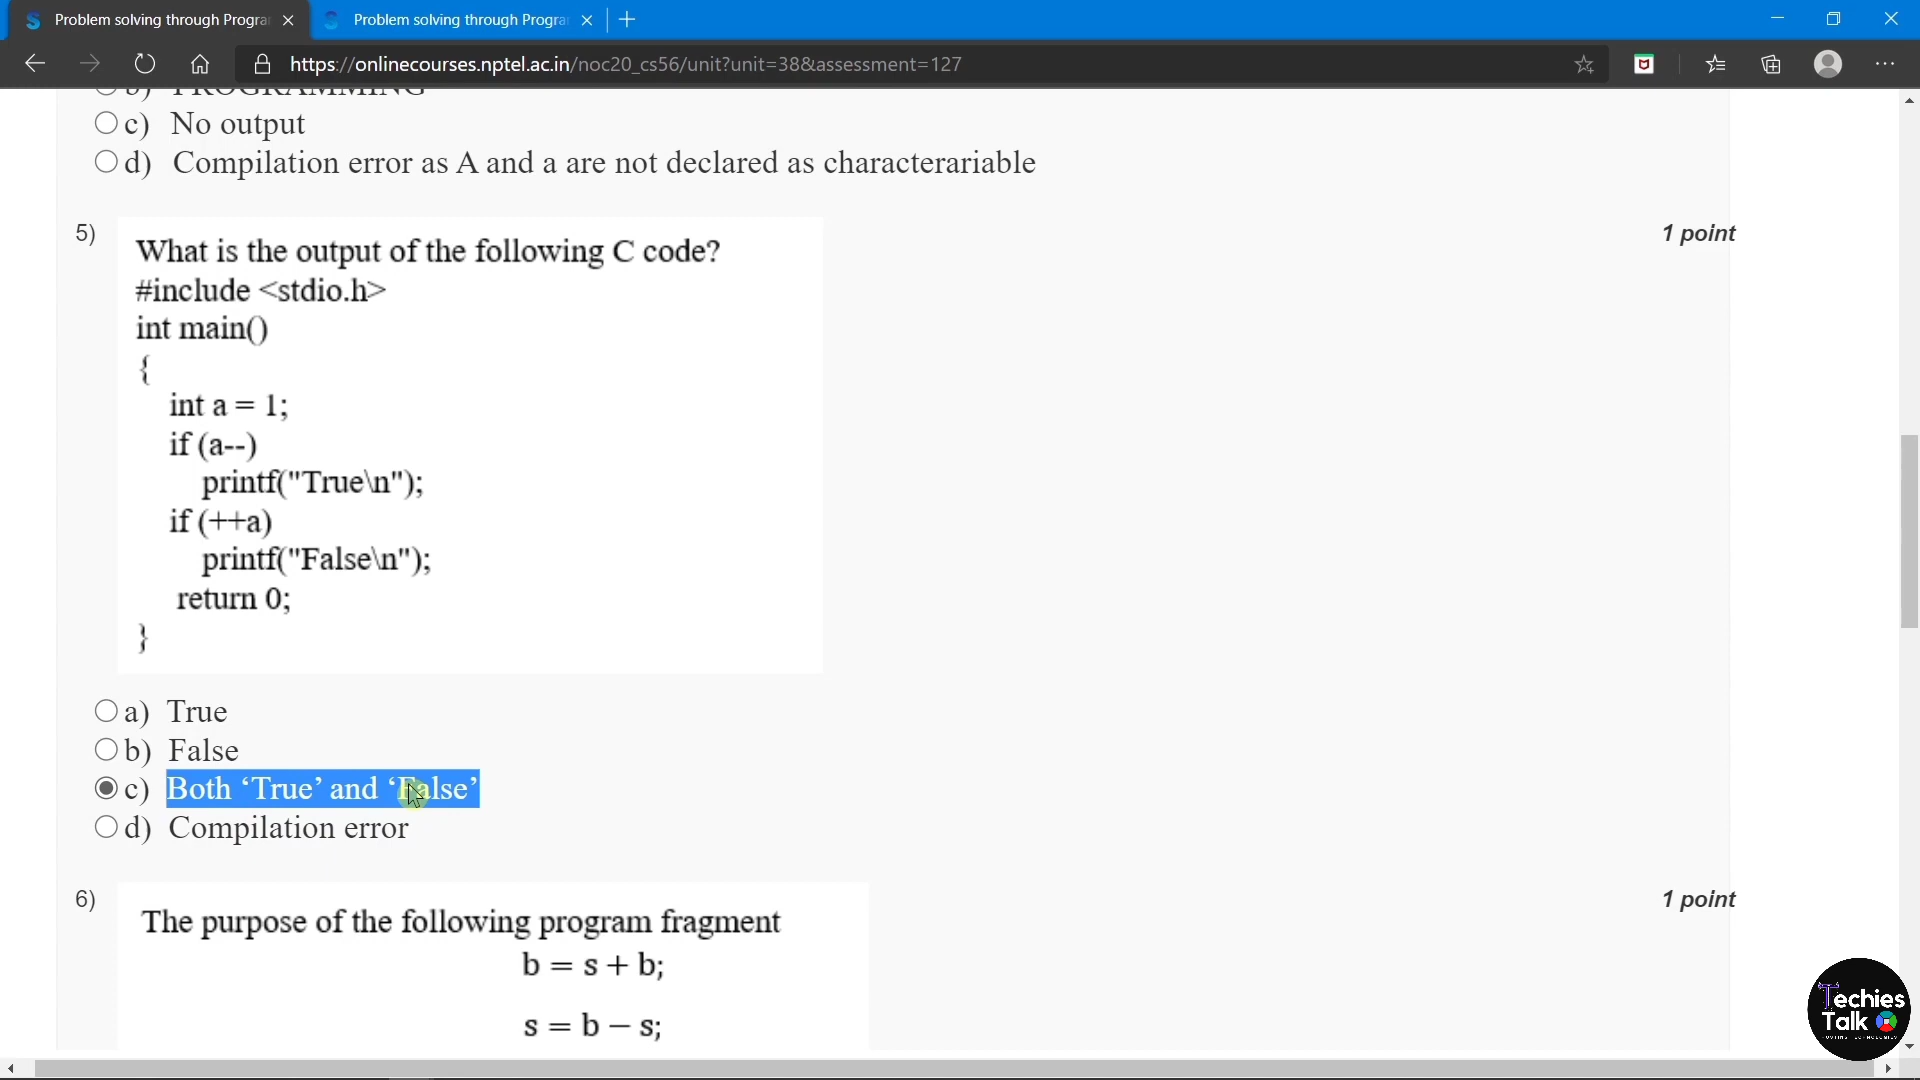 Problem solving through Progra
Problem solving through Progra
https://onlinecourses.nptel.ac.in/noc20_cs56/unit?unit=38&assessment=127
b) PROGRAMMING
c) No output
d) Compilation error as A and a are not declared as characterariable
5)
1 point
What is the output of the following C code?
#include <stdio.h>
int main()
{
int a = 1;
if (a--)
printf("True\n");
if (++a)
printf("False\n");
return 0;
}
a) True
b) False
c) Both ‘True’ and ‘False’
d) Compilation error
6)
1 point
The purpose of the following program fragment
b = s + b;
s = b − s;
Techies
Talk